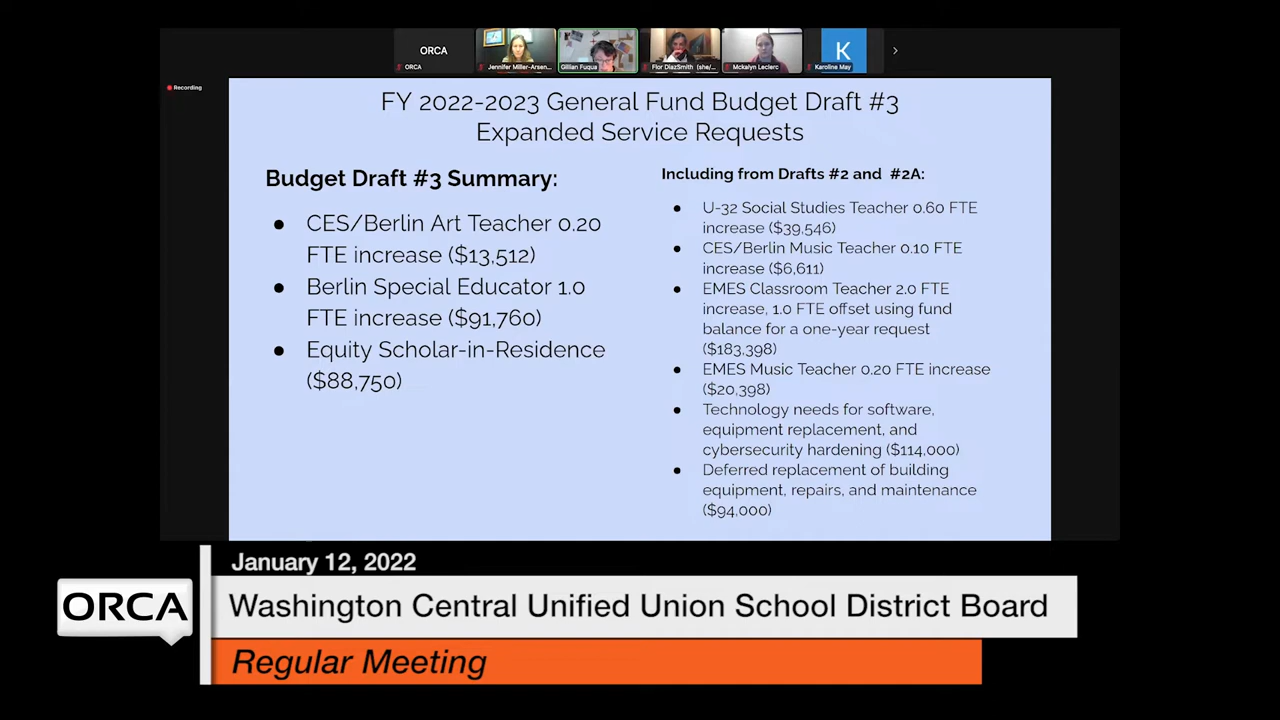 ORCA
ORCA
Jennifer Miller-Arsen...
Gillian Fuqua
Flor DiazSmith (she/...
Mckalyn Leclerc
K
Karoline May
Recording
FY 2022-2023 General Fund Budget Draft #3
Expanded Service Requests
Budget Draft #3 Summary:
● CES/Berlin Art Teacher 0.20
FTE increase ($13,512)
● Berlin Special Educator 1.0
FTE increase ($91,760)
● Equity Scholar-in-Residence
($88,750)
Including from Drafts #2 and #2A:
● U-32 Social Studies Teacher 0.60 FTE
increase ($39,546)
● CES/Berlin Music Teacher 0.10 FTE
increase ($6,611)
● EMES Classroom Teacher 2.0 FTE
increase, 1.0 FTE offset using fund
balance for a one-year request
($183,398)
● EMES Music Teacher 0.20 FTE increase
($20,398)
● Technology needs for software,
equipment replacement, and
cybersecurity hardening ($114,000)
● Deferred replacement of building
equipment, repairs, and maintenance
($94,000)
January 12, 2022
ORCA
Washington Central Unified Union School District Board
Regular Meeting